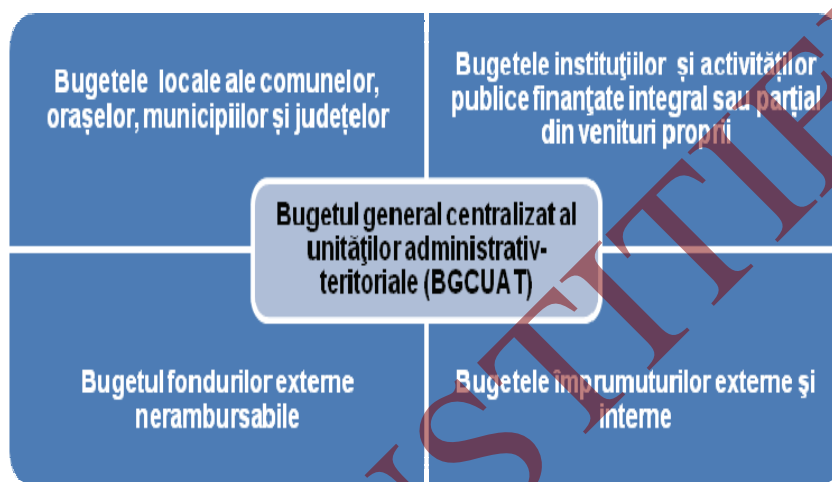 Bugetele locale ale comunelor,
orașelor, municipiilor și județelor
Bugetele instituţiilor și activităților
publice finanţate integral sau parţial
din venituri proprii
Bugetul general centralizat al
unităţilor administrativ-
teritoriale (BGCUAT)
Bugetul fondurilor externe
nerambursabile
Bugetele împrumuturilor externe şi
interne